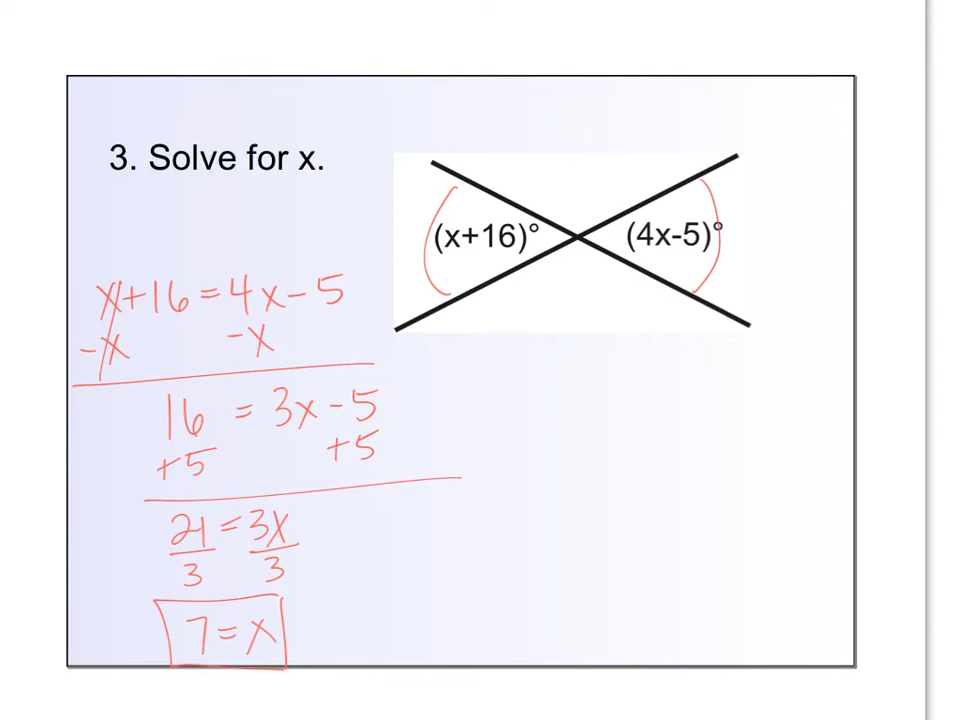 3. Solve for x.
(x+16)° (4x-5)°
x+16=4x-5
-x -x
16 = 3x-5
+5 +5
21=3x
3 3
7=x